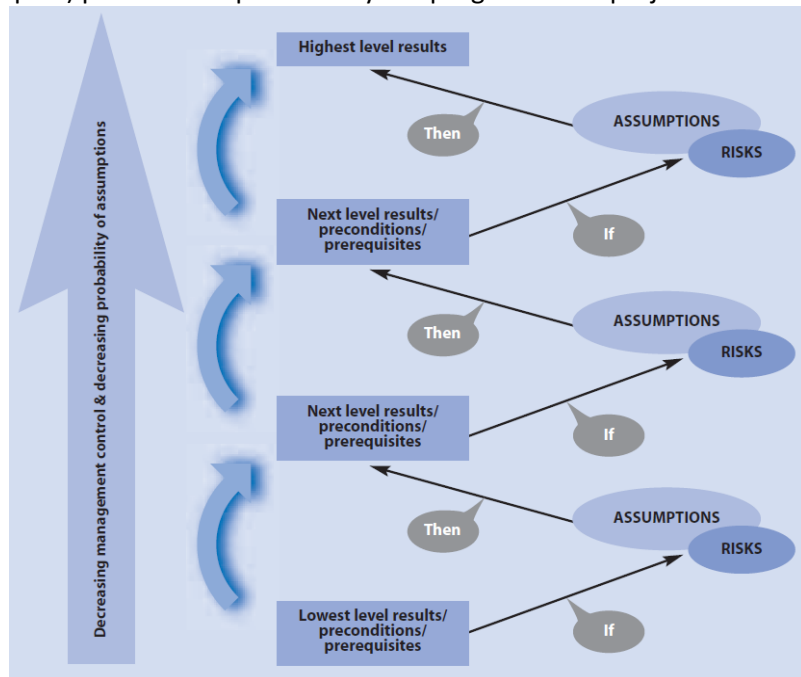 Highest level results
ASSUMPTIONS
Then
RISKS
Next level results/
preconditions/
prerequisites
If
ASSUMPTIONS
Then
RISKS
Next level results/
preconditions/
prerequisites
If
ASSUMPTIONS
Then
RISKS
Lowest level results/
preconditions/
prerequisites
If
Decreasing management control & decreasing probability of assumptions